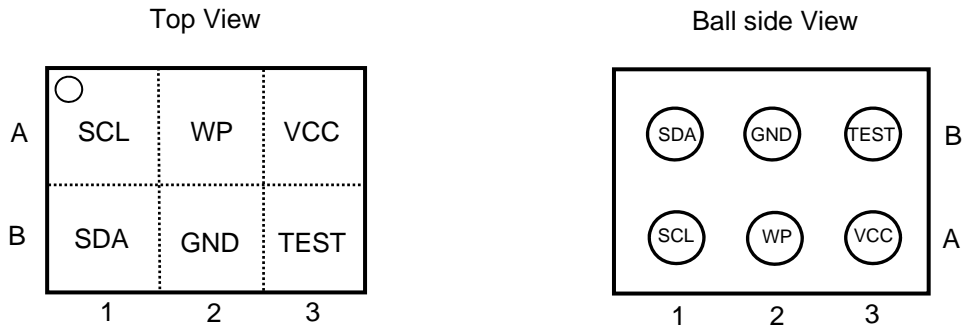 Top View
A SCL WP VCC
B SDA GND TEST
1 2 3
Ball side View
SDA GND TEST B
SCL WP VCC A
1 2 3